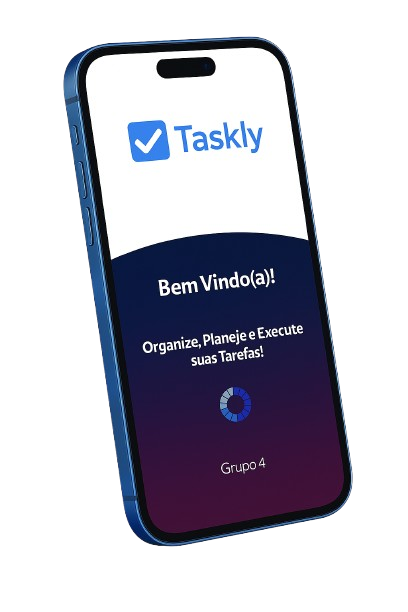 Taskly
Bem Vindo(a)!
Organize, Planeje e Execute
suas Tarefas!
Grupo 4